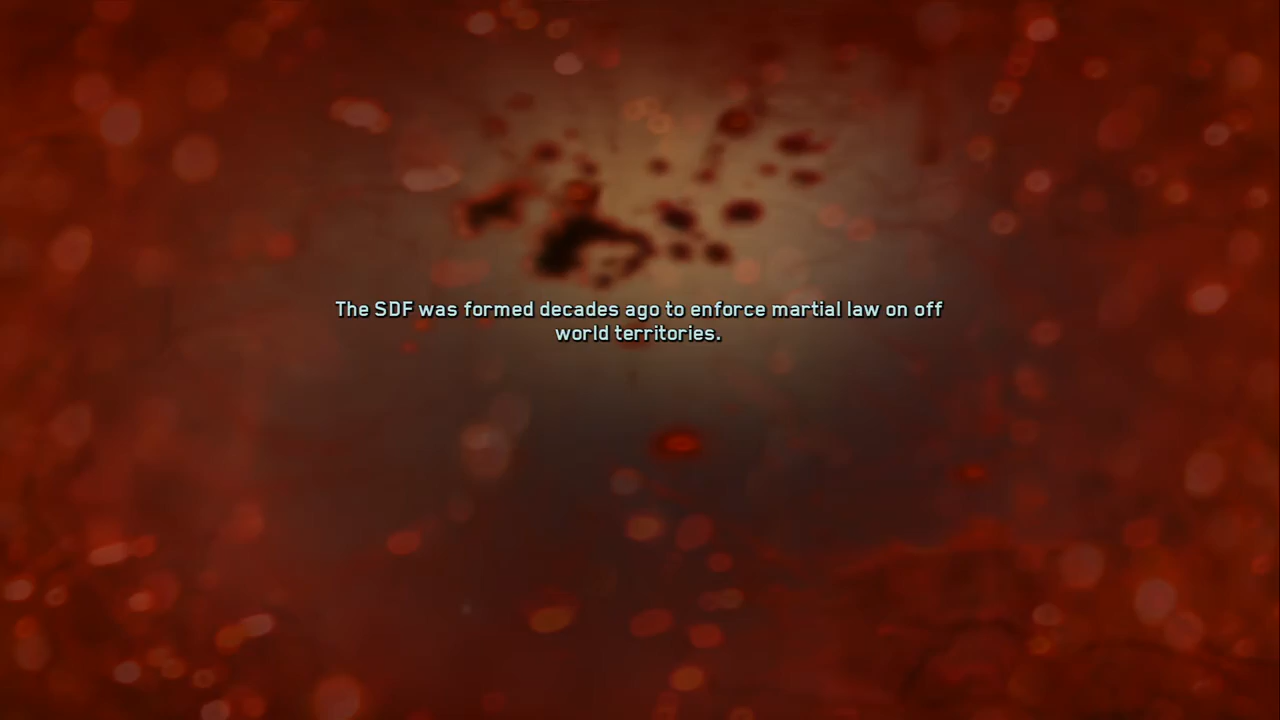 The SDF was formed decades ago to enforce martial law on off
world territories.